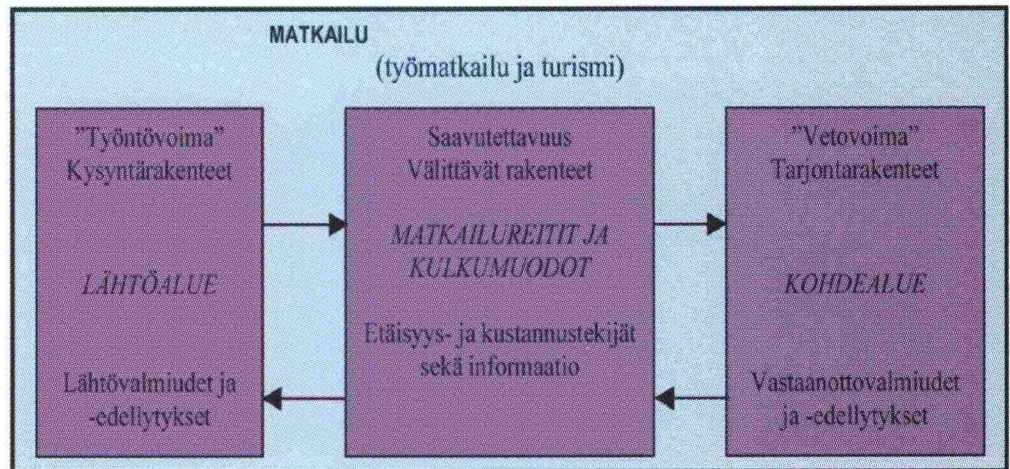 MATKAILU
(työmatkailu ja turismi)
"Työntövoima"
Kysyntärakenteet
LÄHTÖALUE
Lähtövalmiudet ja
-edellytykset
Saavutettavuus
Välittävät rakenteet
MATKAILUREITIT JA
KULKUMUODOT
Etäisyys- ja kustannustekijät
sekä informaatio
"Vetovoima"
Tarjontarakenteet
KOHDEALUE
Vastaanottovalmiudet
ja -edellytykset